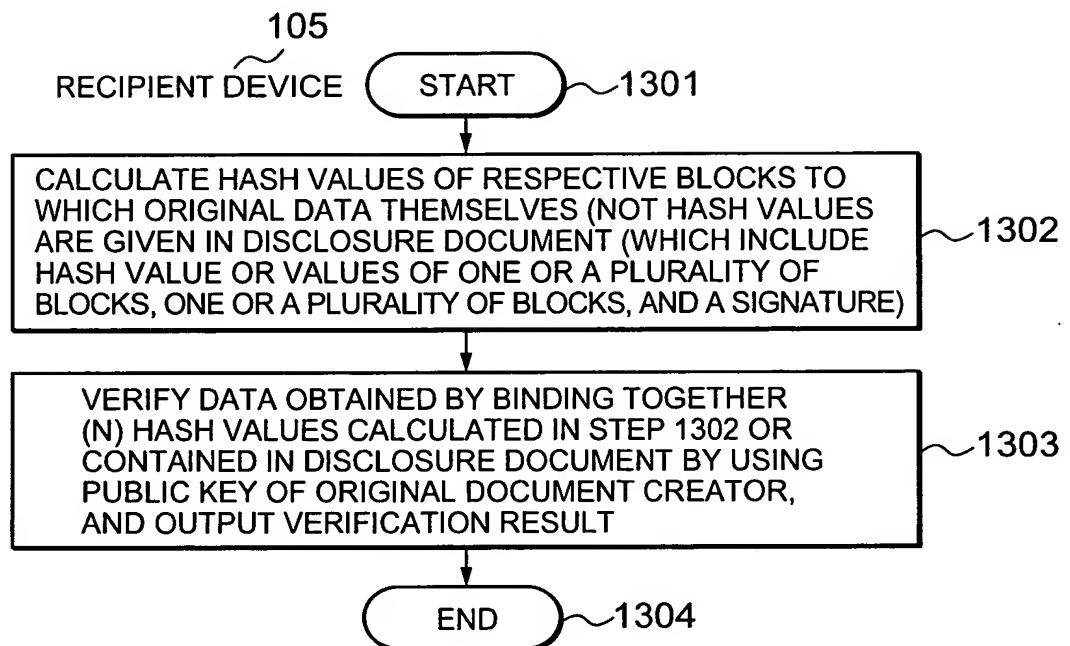 105
RECIPIENT DEVICE
START
1301
CALCULATE HASH VALUES OF RESPECTIVE BLOCKS TO
WHICH ORIGINAL DATA THEMSELVES (NOT HASH VALUES
ARE GIVEN IN DISCLOSURE DOCUMENT (WHICH INCLUDE
HASH VALUE OR VALUES OF ONE OR A PLURALITY OF
BLOCKS, ONE OR A PLURALITY OF BLOCKS, AND A SIGNATURE)
1302
VERIFY DATA OBTAINED BY BINDING TOGETHER
(N) HASH VALUES CALCULATED IN STEP 1302 OR
CONTAINED IN DISCLOSURE DOCUMENT BY USING
PUBLIC KEY OF ORIGINAL DOCUMENT CREATOR,
AND OUTPUT VERIFICATION RESULT
1303
END
1304